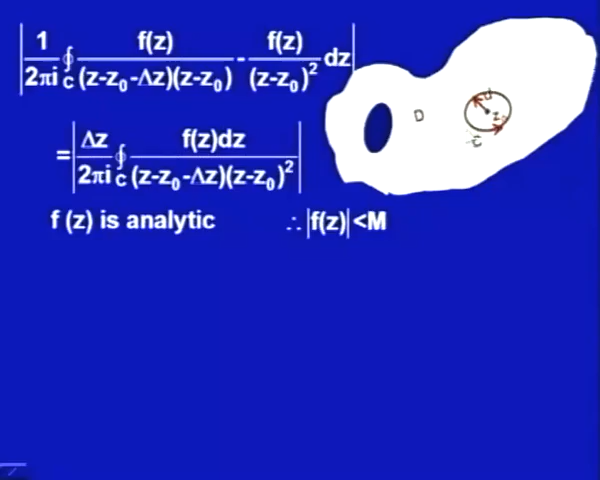 |1/2πi ∮c f(z)/(z-z₀-Δz)(z-z₀) - f(z)/(z-z₀)² dz|
=|Δz/2πi ∮c f(z)dz/(z-z₀-Δz)(z-z₀)²|
f (z) is analytic ∴ |f(z)|<M
d
z₀
D
C